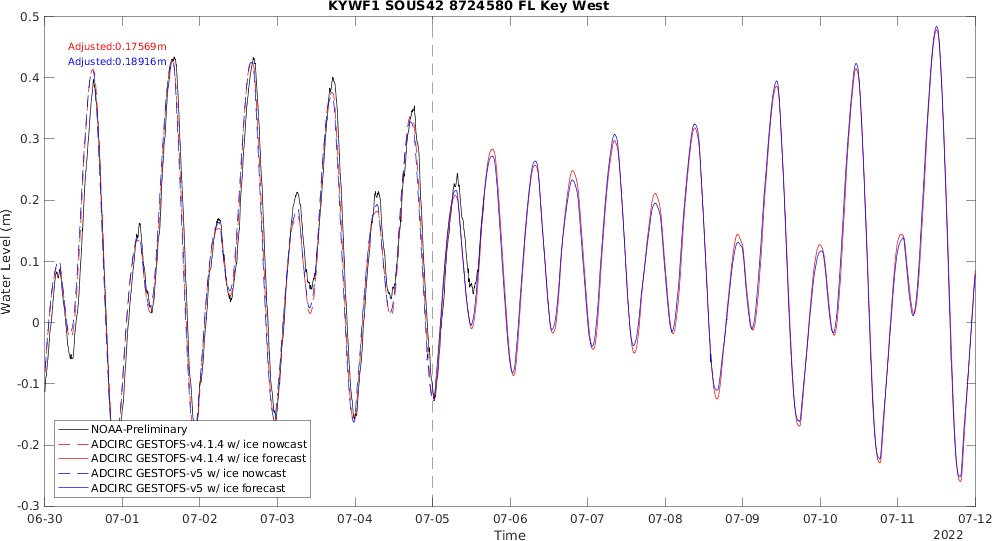 KYWF1 SOUS42 8724580 FL Key West
Adjusted:0.17569m
Adjusted:0.18916m
0.5
0.4
0.3
0.2
0.1
0
-0.1
-0.2
-0.3
Water Level (m)
NOAA-Preliminary
ADCIRC GESTOFS-v4.1.4 w/ ice nowcast
ADCIRC GESTOFS-v4.1.4 w/ ice forecast
ADCIRC GESTOFS-v5 w/ ice nowcast
ADCIRC GESTOFS-v5 w/ ice forecast
06-30 07-01 07-02 07-03 07-04 07-05 07-06 07-07 07-08 07-09 07-10 07-11 07-12
Time
2022